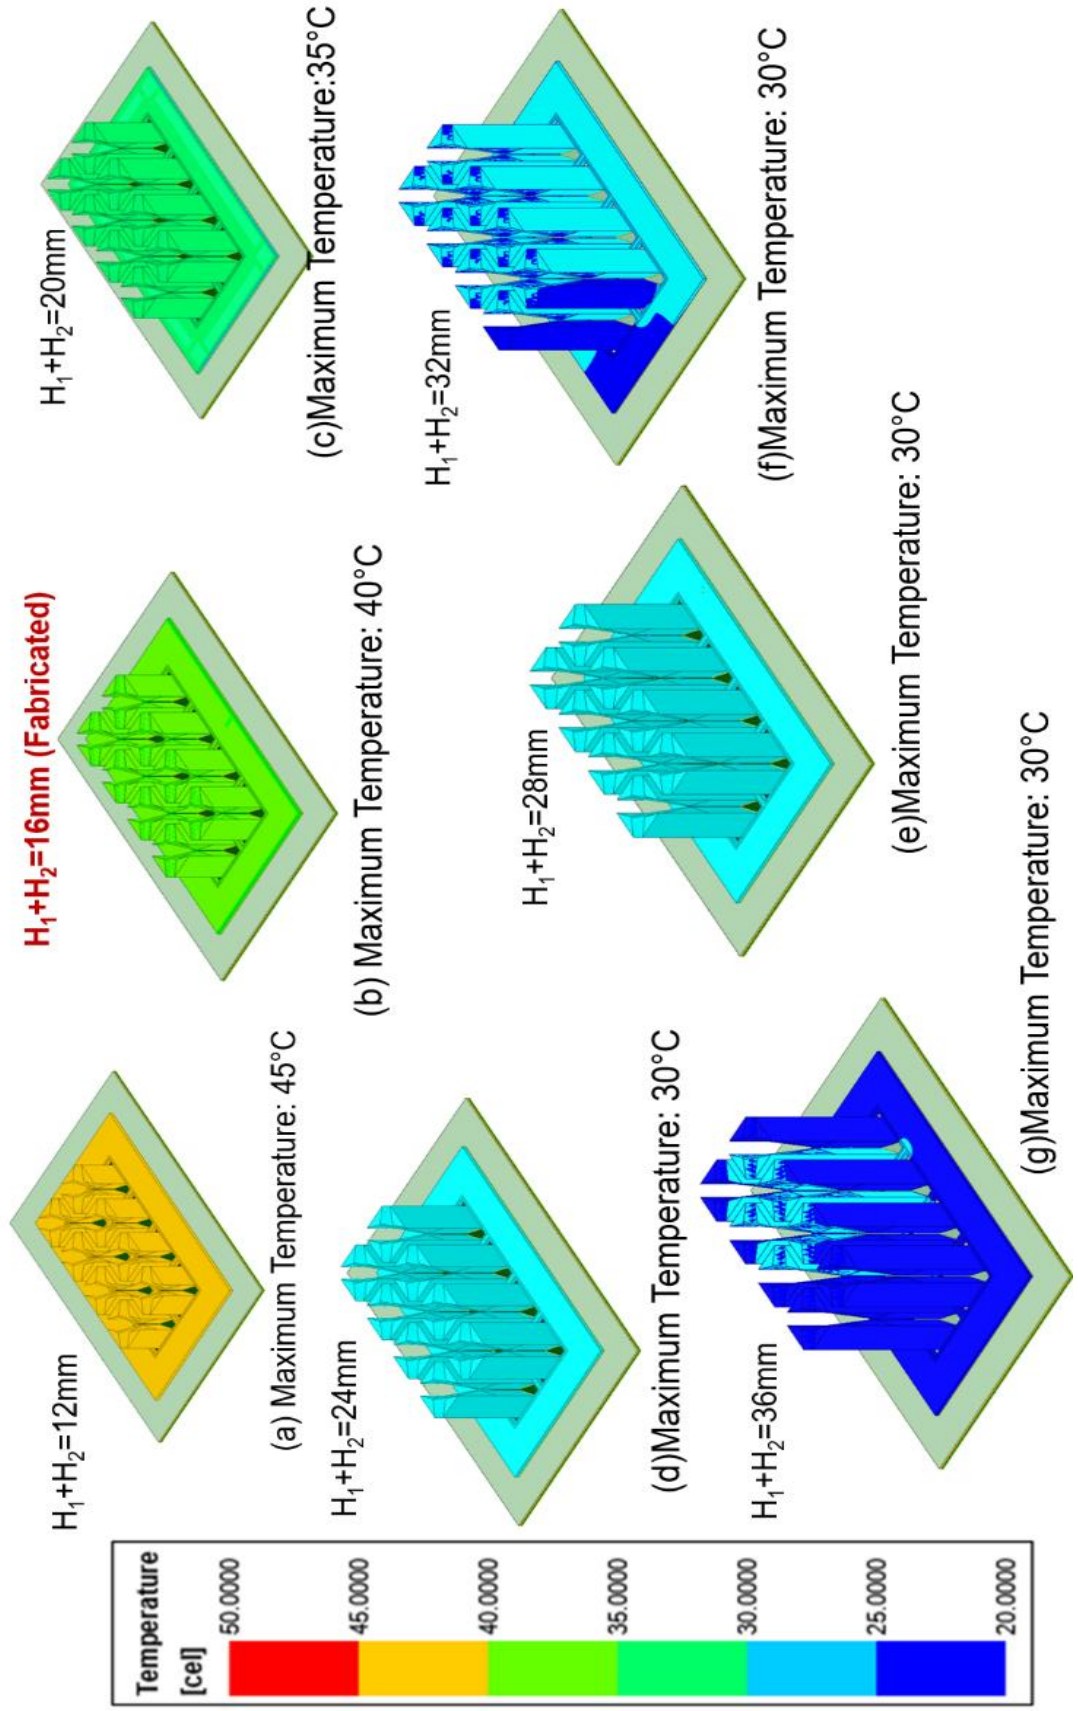 H₁+H₂=12mm
(a) Maximum Temperature: 45°C
H₁+H₂=16mm (Fabricated)
(b) Maximum Temperature: 40°C
H₁+H₂=20mm
(c)Maximum Temperature:35°C
H₁+H₂=24mm
(d)Maximum Temperature: 30°C
H₁+H₂=28mm
(e)Maximum Temperature: 30°C
H₁+H₂=32mm
(f)Maximum Temperature: 30°C
H₁+H₂=36mm
(g)Maximum Temperature: 30°C
Temperature
[cel]
50.0000
45.0000
40.0000
35.0000
30.0000
25.0000
20.0000